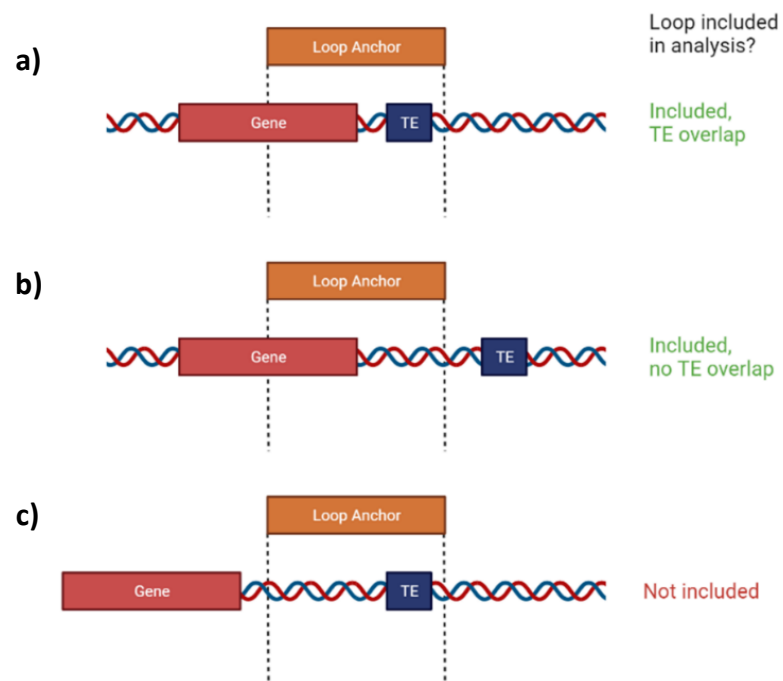 Loop included
in analysis?
a)
Loop Anchor
Gene
TE
Included,
TE overlap
b)
Loop Anchor
Gene
TE
Included,
no TE overlap
c)
Loop Anchor
Gene
TE
Not included